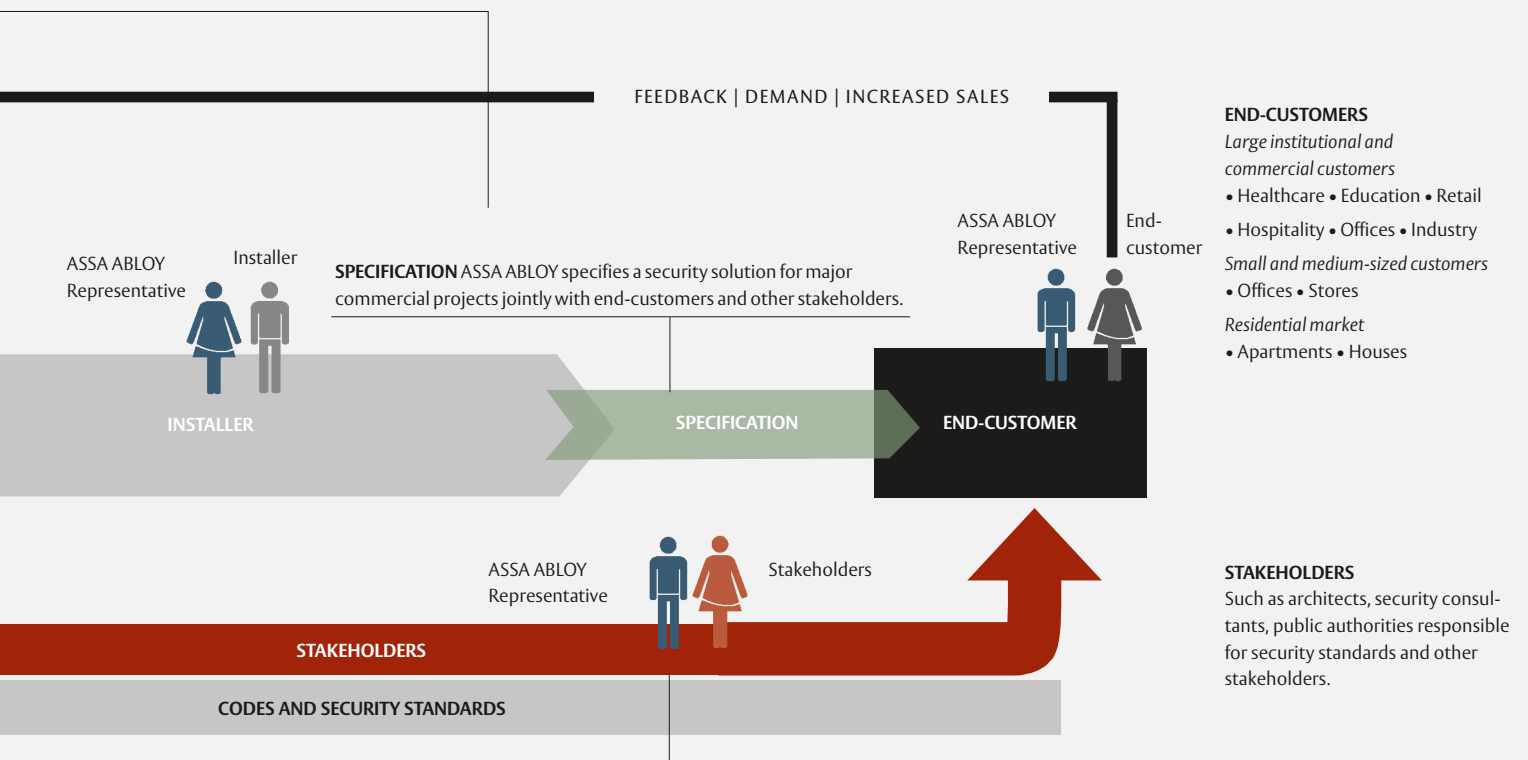 FEEDBACK | DEMAND | INCREASED SALES
ASSA ABLOY
Representative
Installer
SPECIFICATION ASSA ABLOY specifies a security solution for major
commercial projects jointly with end-customers and other stakeholders.
ASSA ABLOY
Representative
End-
customer
INSTALLER
SPECIFICATION
END-CUSTOMER
ASSA ABLOY
Representative
Stakeholders
STAKEHOLDERS
CODES AND SECURITY STANDARDS
END-CUSTOMERS
Large institutional and
commercial customers
• Healthcare • Education • Retail
• Hospitality • Offices • Industry
Small and medium-sized customers
• Offices • Stores
Residential market
• Apartments • Houses
STAKEHOLDERS
Such as architects, security consul-
tants, public authorities responsible
for security standards and other
stakeholders.